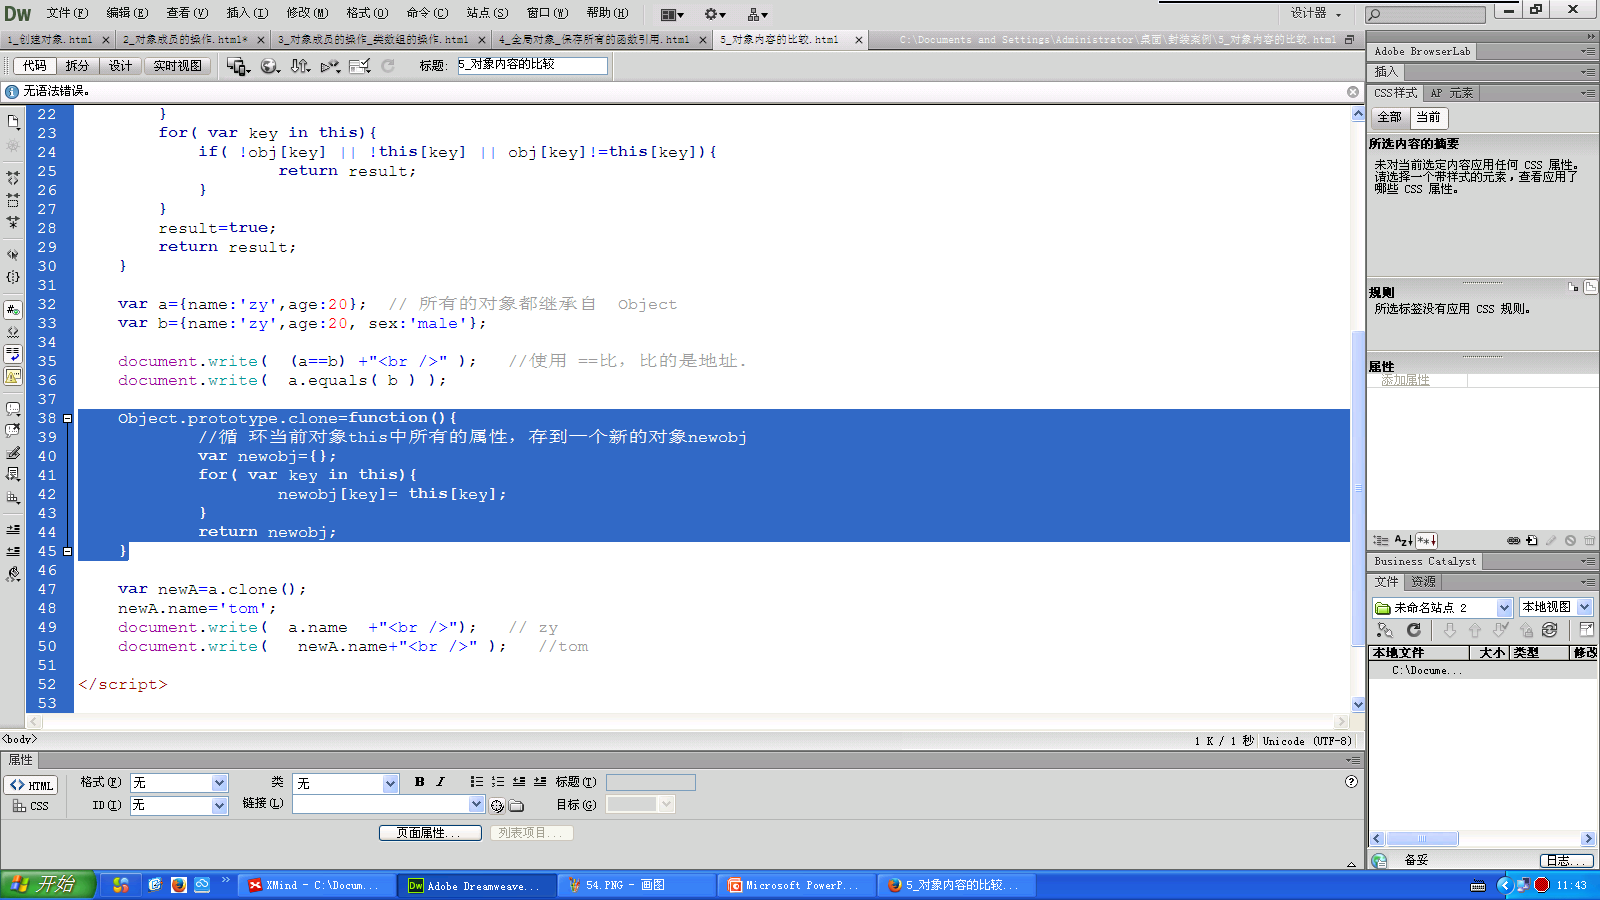 Dw 文件(F) 编辑(E) 查看(V) 插入(I) 修改(M) 格式(O) 命令(C) 站点(S) 窗口(W) 帮助(H) 设计器
1_创建对象.html 2_对象成员的操作.html* 3_对象成员的操作_类数组的操作.html 4_全局对象_保存所有的函数引用.html 5_对象内容的比较.html C:\Documents and Settings\Administrator\桌面\封装案例\5_对象内容的比较.html
代码 拆分 设计 实时视图 标题: 5_对象内容的比较
无语法错误。
22 }
23 for( var key in this){
24 if( !obj[key] || !this[key] || obj[key]!=this[key]){
25 return result;
26 }
27 }
28 result=true;
29 return result;
30 }
31
32 var a={name:'zy',age:20}; // 所有的对象都继承自 Object
33 var b={name:'zy',age:20, sex:'male'};
34
35 document.write( (a==b) +"<br />" ); //使用 ==比, 比的是地址.
36 document.write( a.equals( b ) );
37
38 Object.prototype.clone=function(){
39 //循 环当前对象this中所有的属性, 存到一个新的对象newobj
40 var newobj={};
41 for( var key in this){
42 newobj[key]= this[key];
43 }
44 return newobj;
45 }
46
47 var newA=a.clone();
48 newA.name='tom';
49 document.write( a.name +"<br />"); // zy
50 document.write( newA.name+"<br />" ); //tom
51
52 </script>
53
<body> 1 K / 1 秒 Unicode (UTF-8)
属性
<> HTML 格式(F) 无 类 无 B I 标题(T)
CSS ID(I) 无 链接(L) 目标(G)
页面属性... 列表项目...
Adobe BrowserLab
插入
CSS样式 AP 元素
全部 当前
所选内容的摘要
未对当前选定内容应用任何 CSS 属性。
请选择一个带样式的元素，查看应用了
哪些 CSS 属性。
规则
所选标签没有应用 CSS 规则。
属性
添加属性
Business Catalyst
文件 资源
未命名站点 2 本地视图
本地文件 大小 类型 修改
C:\Docume...
备妥 日志...
开始 XMind - C:\Docum... Adobe Dreamweave... 54.PNG - 画图 Microsoft PowerP... 5_对象内容的比较... 11:43